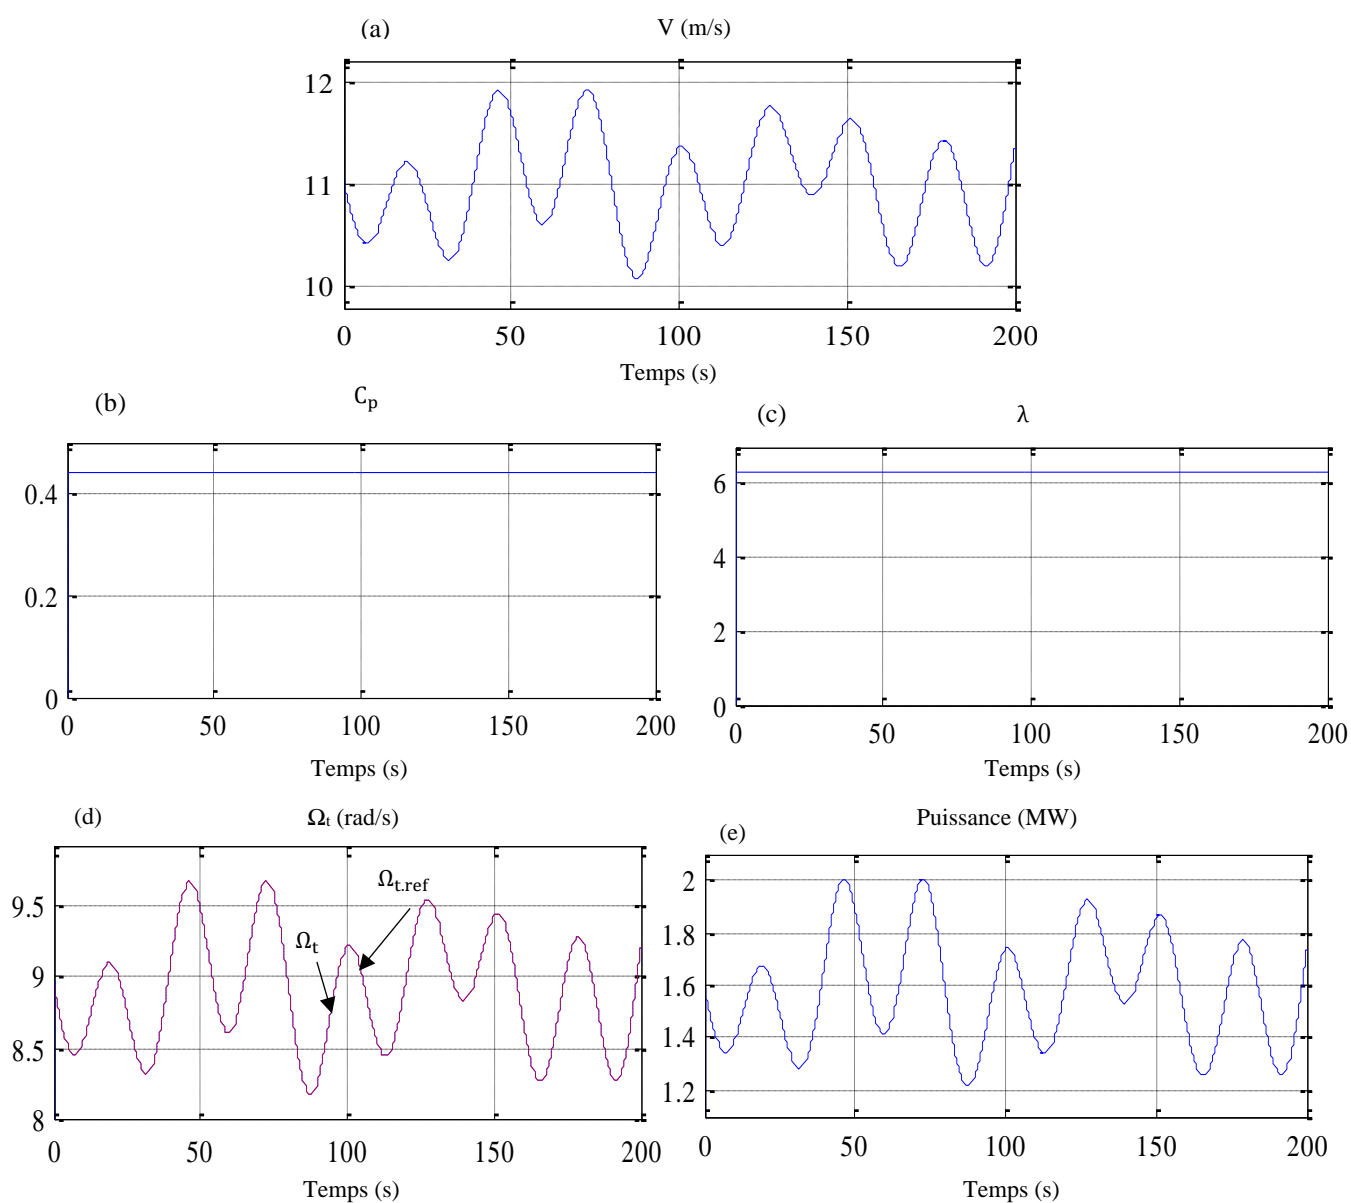 (a) V (m/s)
12
11
10
0 50 100 150 200
Temps (s)
(b) Cp
0.4
0.2
0
0 50 100 150 200
Temps (s)
(c) λ
6
4
2
0
0 50 100 150 200
Temps (s)
(d) Ωt (rad/s)
9.5
9
8.5
8
Ωt.ref
Ωt
0 50 100 150 200
Temps (s)
(e) Puissance (MW)
2
1.8
1.6
1.4
1.2
0 50 100 150 200
Temps (s)